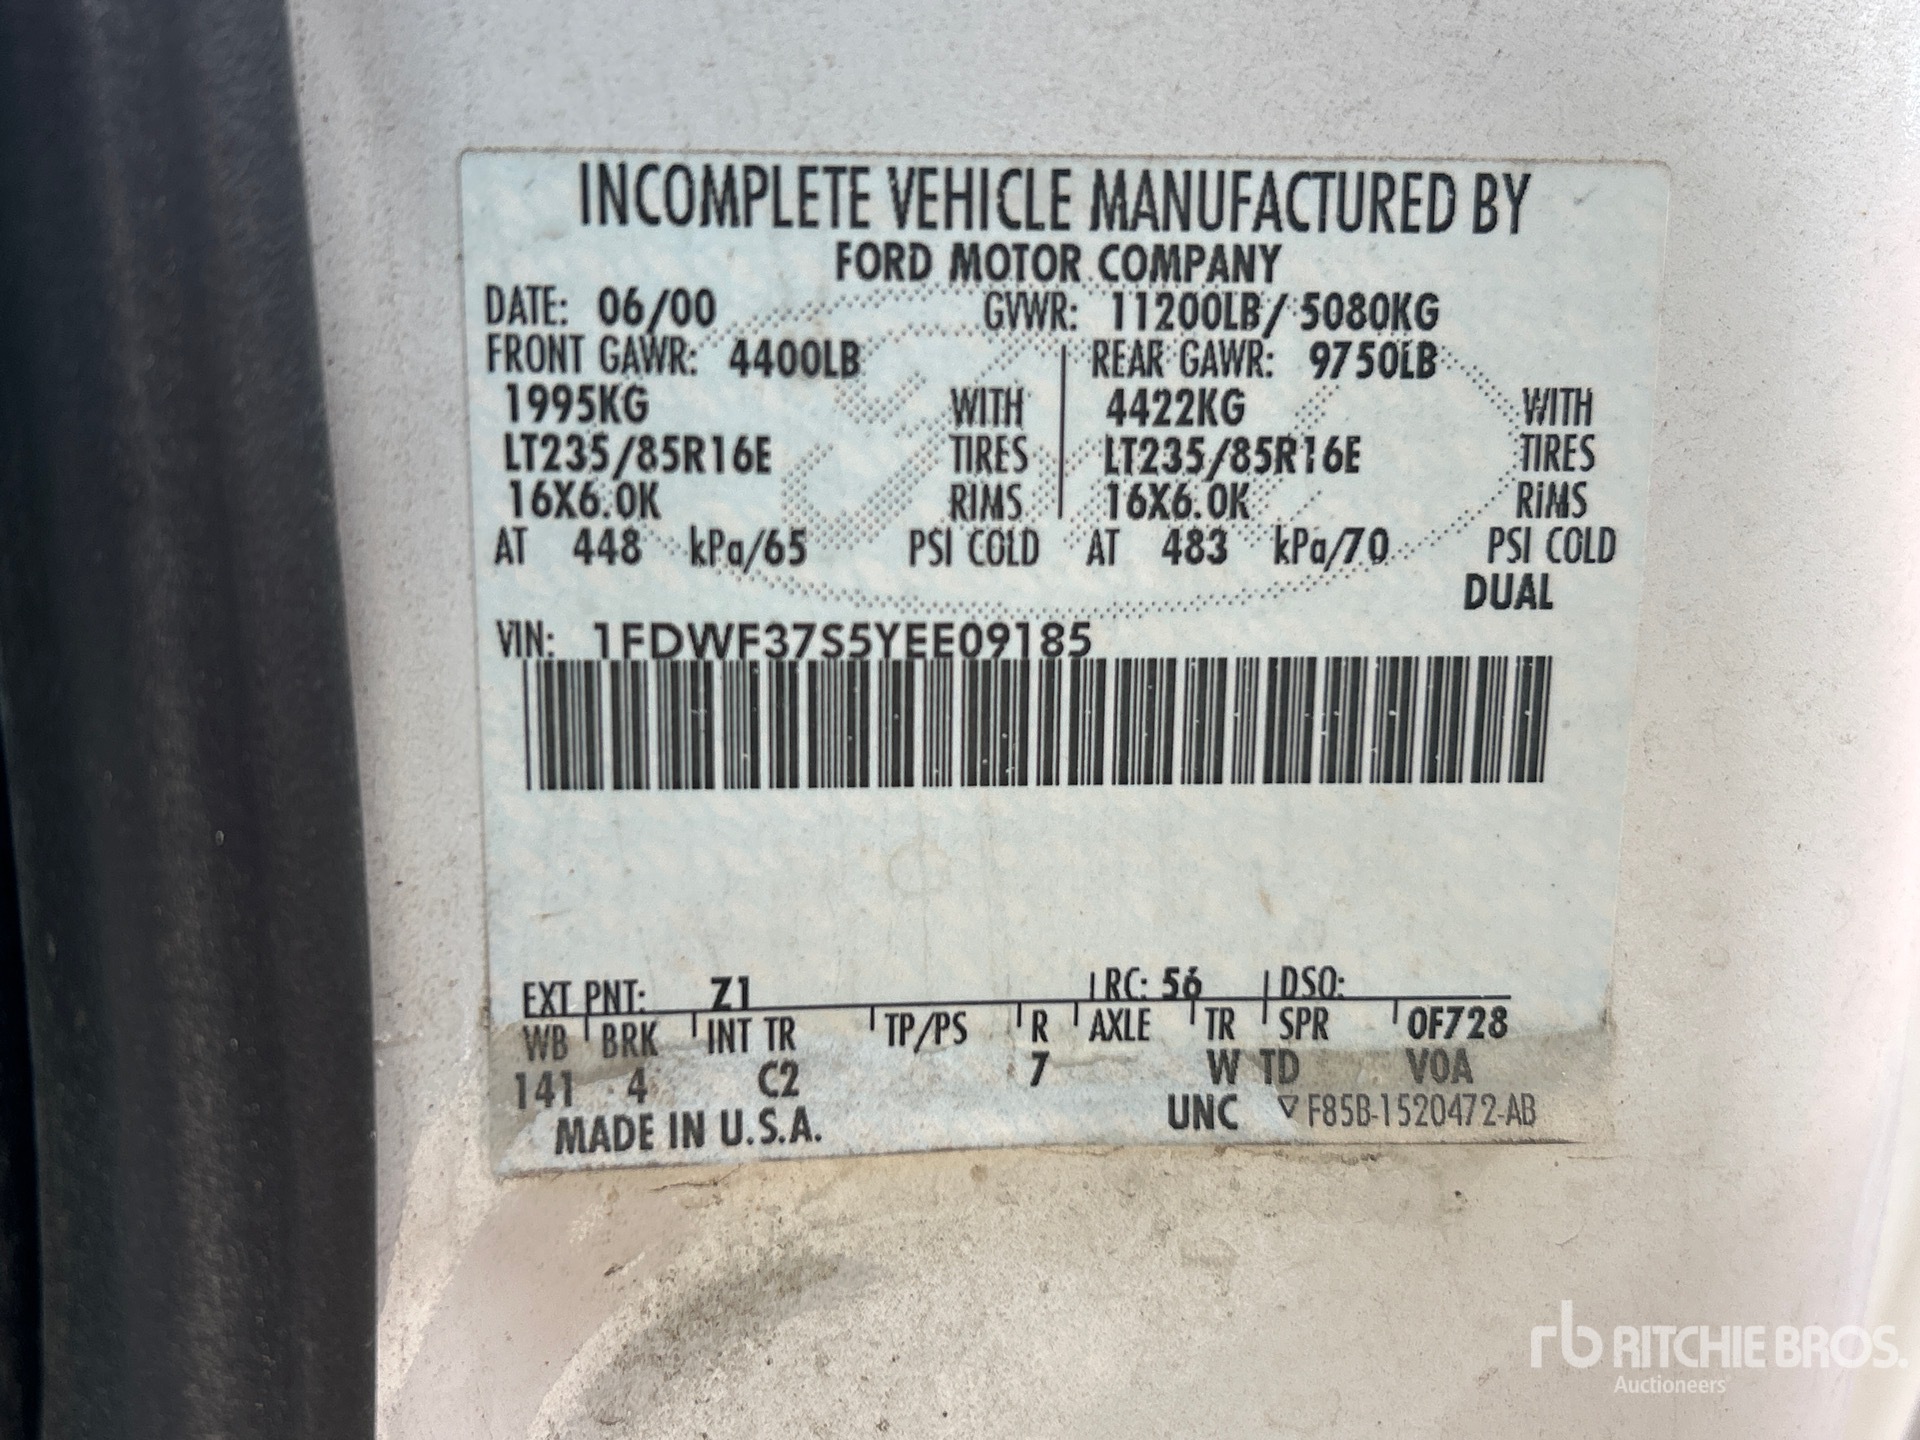 INCOMPLETE VEHICLE MANUFACTURED BY
FORD MOTOR COMPANY
DATE: 06/00 GVWR: 11200LB/ 5080KG
FRONT GAWR: 4400LB REAR GAWR: 9750LB
1995KG WITH 4422KG WITH
LT235/85R16E TIRES LT235/85R16E TIRES
16X6.0K RIMS 16X6.0K RIMS
AT 448 kPa/65 PSI COLD AT 483 kPa/70 PSI COLD
DUAL
VIN: 1FDWF37S5YEE09185
EXT PNT: Z1 RC: 56 DSO:
WB BRK INT TR TP/PS R AXLE TR SPR 0F728
141 4 C2 7 W TD V0A
MADE IN U.S.A. UNC ▽ F85B-1520472-AB
rb RITCHIE BROS.
Auctioneers